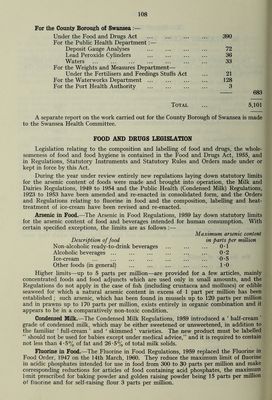 108
For the County Borough of Swansea :—
Under the Food and Drugs Act ... ... ... ... 390
For the Public Health Department :—
Deposit Gauge Analyses ... ... ... ... 72
Lead Peroxide Cylinders ... ... ... ... 36
Waters ... ... ... ... ... ... 33
For the Weights and Measures Department—
Under the Fertilisers and Feedings Stuffs Act ... 21
For the Waterworks Department ... ... ... ... 128
For the Port Health Authority ... ... ... ... 3
683
TOTAL ... 5,101
A separate report on the work carried out for the County Borough of Swansea is made
to the Swansea Health Committee.
FOOD AND DRUGS LEGISLATION
Legislation relating to the composition and labelling of food and drugs, the whole-
someness of food and food hygiene is contained in the Food and Drugs Act, 1955, and
in Regulations, Statutory Instruments and Statutory Rules and Orders made under or
kept in force by this Act.
During the year under review entirely new regulations laying down statutory limits
for the arsenic content of foods were made and brought into operation, the Milk and
Dairies Regulations, 1949 to 1954 and the Public Health (Condensed Milk) Regulations,
1923 to 1953 have been amended and re-enacted in consolidated form, and the Orders
and Regulations relating to fluorine in food and the composition, labelling and heat-
treatment of ice-cream have been revised and re-enacted.
Arsenic in Food.—The Arsenic in Food Regulations, 1959 lay down statutory limits
for the arsenic content of food and beverages intended for human consumption. With
certain specified exceptions, the limits are as follows :—
Maximum arsenic content
Description of food in parts per million
Non-alcoholic ready-to-drink beverages ... ... 0·1
Alcoholic beverages ... ... ... ... ... 0·2
Ice-cream ... ... ... ... ... ... 0·5
Other foods (in general) ... ... ... ... 1·0
Higher limits—up to 5 parts per million—are provided for a few articles, mainly
concentrated foods and food adjuncts which are used only in small amounts, and the
Regulations do not apply in the case of fish (including crustacea and molluscs) or edible
seaweed for which a natural arsenic content in excess of 1 part per million has been
established ; such arsenic, which has been found in mussels up to 120 parts per million
and in prawns up to 170 parts per million, exists entirely in organic combination and it
appears to be in a comparatively non-toxic condition.
Condensed Milk.—The Condensed Milk Regulations, 1959 introduced a 'half-cream'
grade of condensed milk, which may be either sweetened or unsweetened, in addition to
the familiar 'full-cream' and 'skimmed' varieties. The new product must be labelled
'should not be used for babies except under medical advice,' and it is required to contain
not less than 4·5% of fat and 26·5% of total milk solids.
Fluorine in Food.—The Fluorine in Food Regulations, 1959 replaced the Fluorine in
Food Order, 1947 on the 14th March, 1960. They reduce the maximum limit of fluorine
in acidic phosphates intended for use in food from 300 to 30 parts per million and make
corresponding reductions for articles of food containing acid phosphates, the maximum
limit prescribed for baking powder and golden raising powder being 15 parts per million
of fluorine and for self-raising flour 3 parts per million.